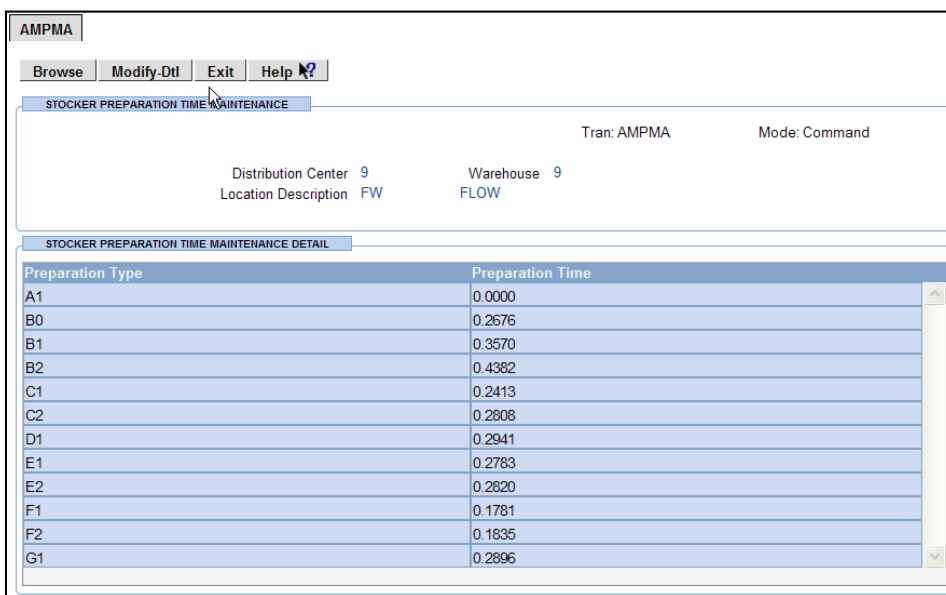 AMPMA
Browse Modify-Dtl Exit Help ?
STOCKER PREPARATION TIME MAINTENANCE
Tran: AMPMA Mode: Command
Distribution Center 9 Warehouse 9
Location Description FW FLOW
STOCKER PREPARATION TIME MAINTENANCE DETAIL
Preparation Type Preparation Time
A1 0.0000
B0 0.2676
B1 0.3570
B2 0.4382
C1 0.2413
C2 0.2808
D1 0.2941
E1 0.2783
E2 0.2820
F1 0.1781
F2 0.1835
G1 0.2896